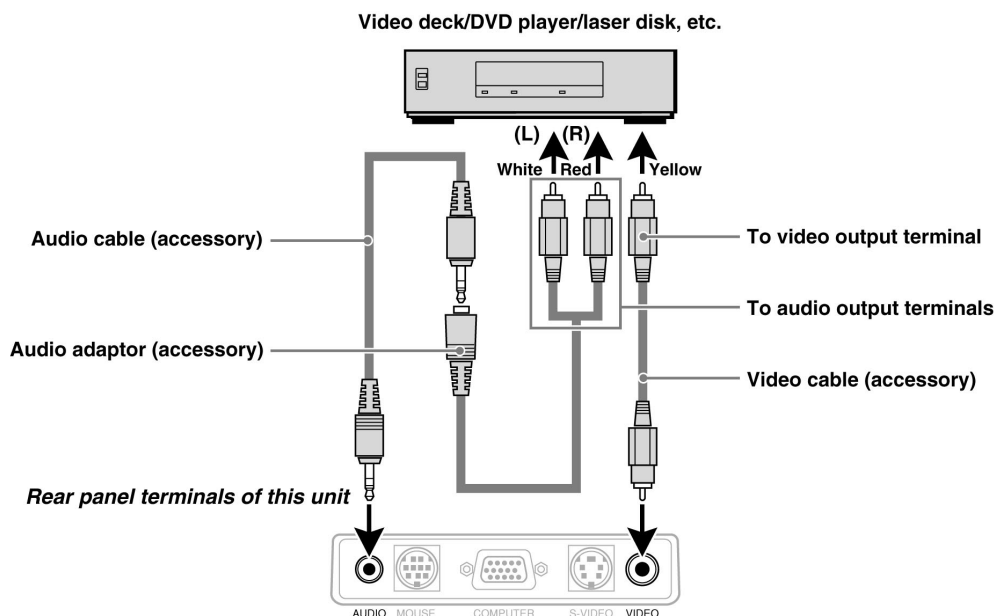 Video deck/DVD player/laser disk, etc.
(L) (R)
White Red Yellow
Audio cable (accessory)
To video output terminal
To audio output terminals
Audio adaptor (accessory)
Video cable (accessory)
Rear panel terminals of this unit
AUDIO MOUSE COMPUTER S-VIDEO VIDEO